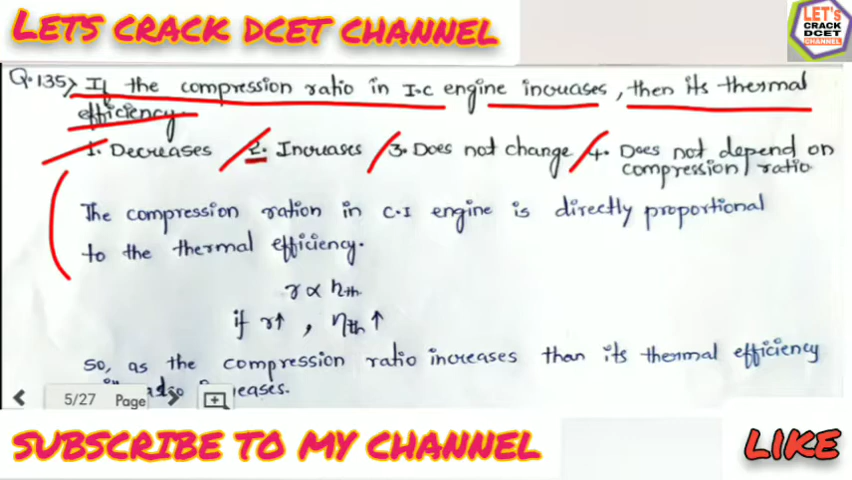 LETS CRACK DCET CHANNEL
LET'S
CRACK
DCET
CHANNEL
Q.135> If the compression ratio in I.C engine increases, then its thermal
efficiency.
1. Decreases 2. Increases 3. Does not change 4. Does not depend on
compression ratio
The compression ration in C.I engine is directly proportional
to the thermal efficiency.
r ∝ ηth
if r↑ , ηth ↑
So, as the compression ratio increases than its thermal efficiency
5/27 Page
SUBSCRIBE TO MY CHANNEL
LIKE